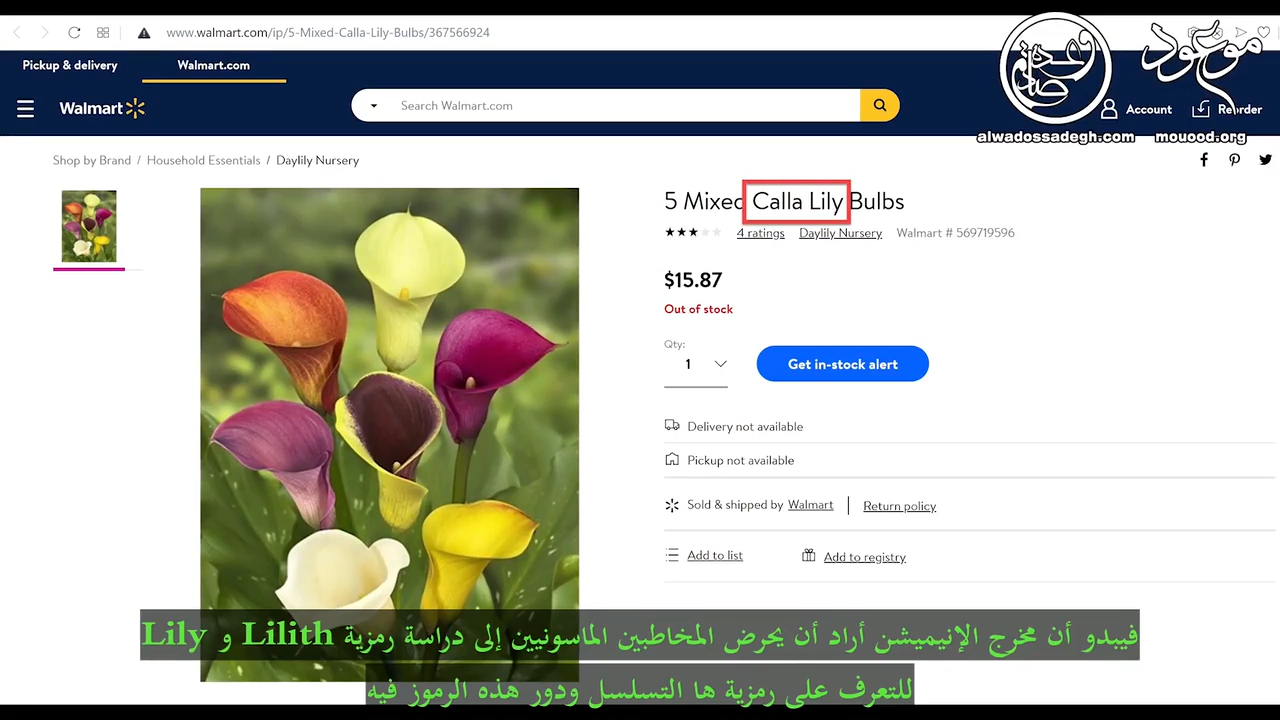 www.walmart.com/ip/5-Mixed-Calla-Lily-Bulbs/367566924
Pickup & delivery
Walmart.com
Walmart
Search Walmart.com
Account
Reorder
موعود
alwadossadegh.com
mouood.org
Shop by Brand / Household Essentials / Daylily Nursery
5 Mixed Calla Lily Bulbs
4 ratings Daylily Nursery Walmart # 569719596
$15.87
Out of stock
Qty:
1
Get in-stock alert
Delivery not available
Pickup not available
Sold & shipped by Walmart | Return policy
Add to list
Add to registry
فيبدو أن مخرج الإنيميشن أراد أن يحرض المخاطبين الماسونيين إلى دراسة رمزية Lilith و Lily
للتعرف على رمزية ها التسلسل ودور هذه الرموز فيه